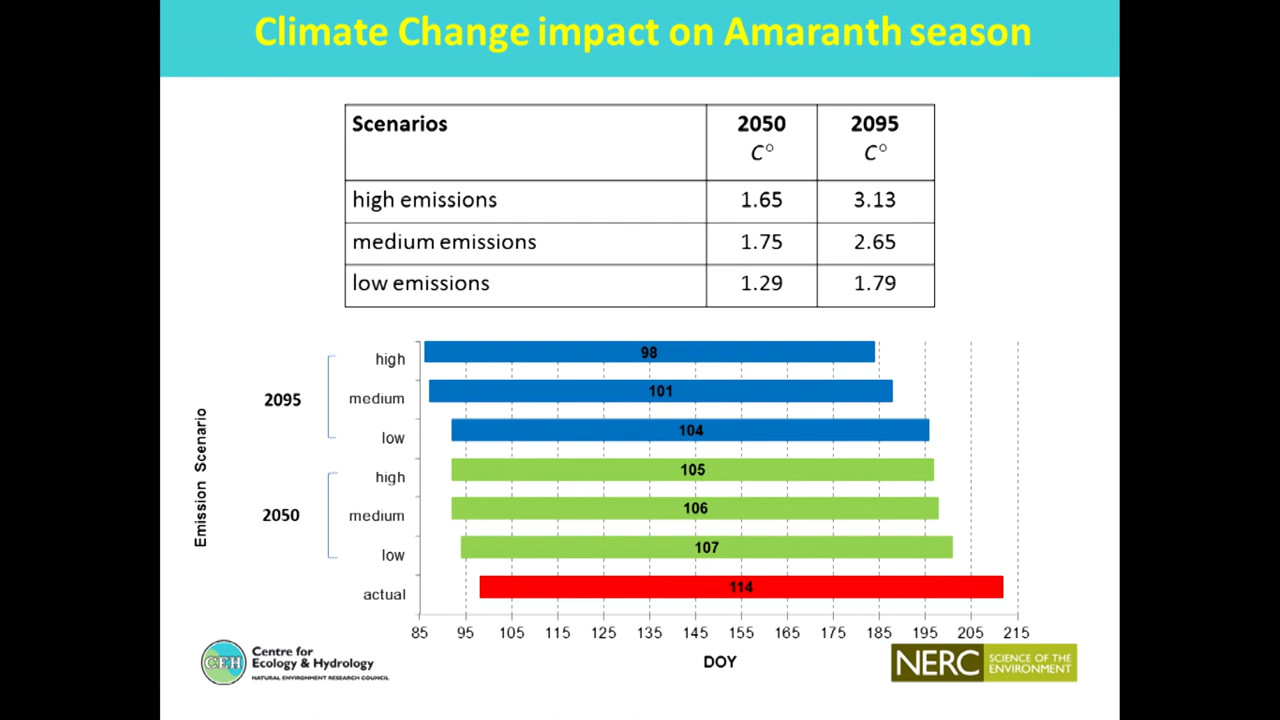 Climate Change impact on Amaranth season
Scenarios 2050 2095
C° C°
high emissions 1.65 3.13
medium emissions 1.75 2.65
low emissions 1.29 1.79
Emission Scenario
2095
2050
high 98
medium 101
low 104
high 105
medium 106
low 107
actual 114
85 95 105 115 125 135 145 155 165 175 185 195 205 215
DOY
CEH
Centre for
Ecology & Hydrology
NATURAL ENVIRONMENT RESEARCH COUNCIL
NERC
SCIENCE OF THE
ENVIRONMENT